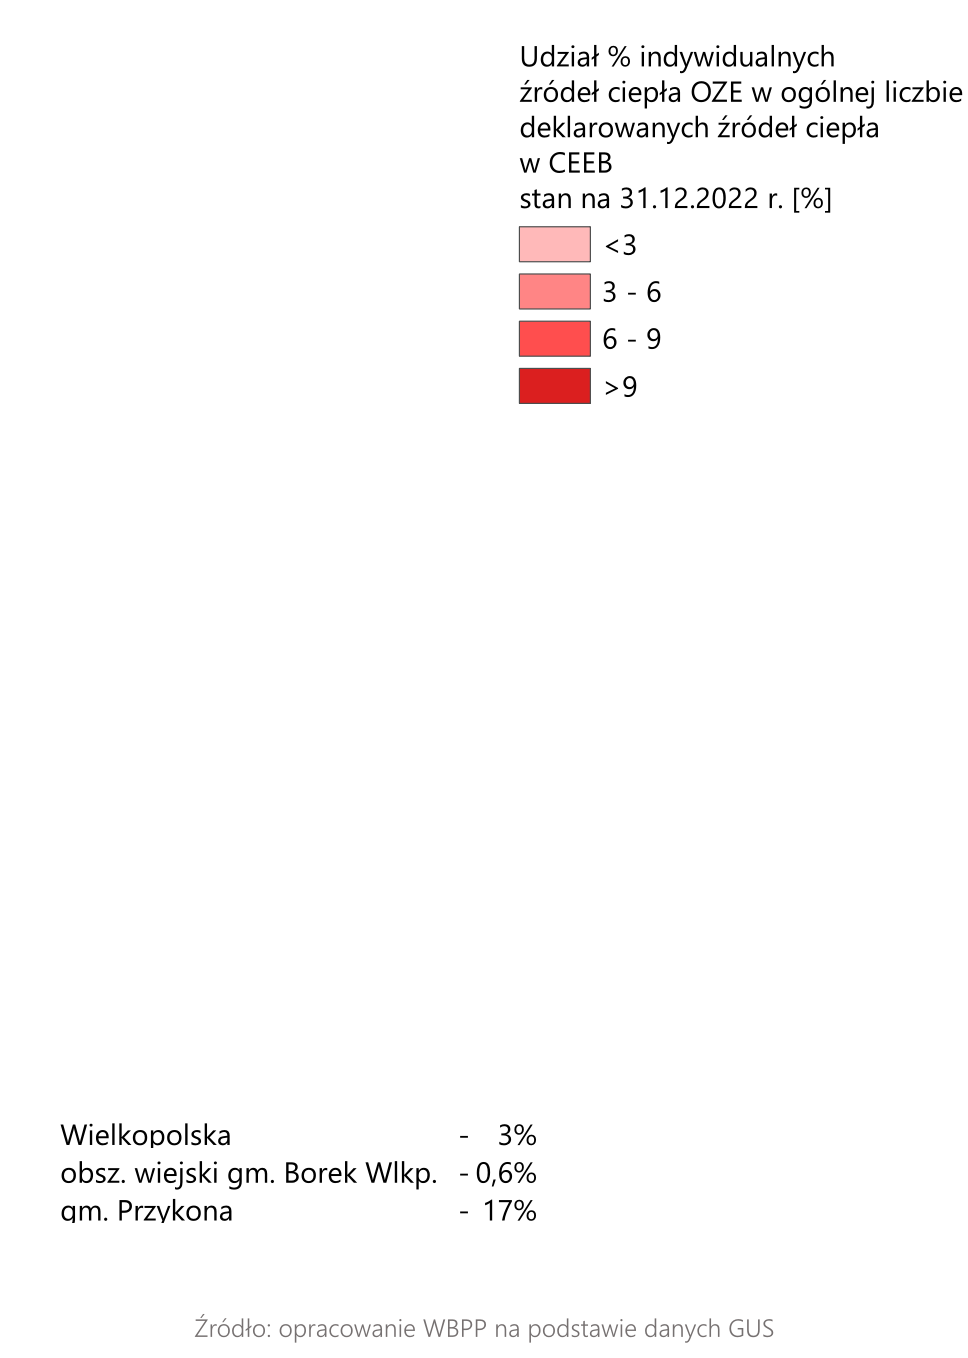 Udział % indywidualnych
źródeł ciepła OZE w ogólnej liczbie
deklarowanych źródeł ciepła
w CEEB
stan na 31.12.2022 r. [%]
<3
3 - 6
6 - 9
>9
Wielkopolska - 3%
obsz. wiejski gm. Borek Wlkp. - 0,6%
gm. Przykona - 17%
Źródło: opracowanie WBPP na podstawie danych GUS